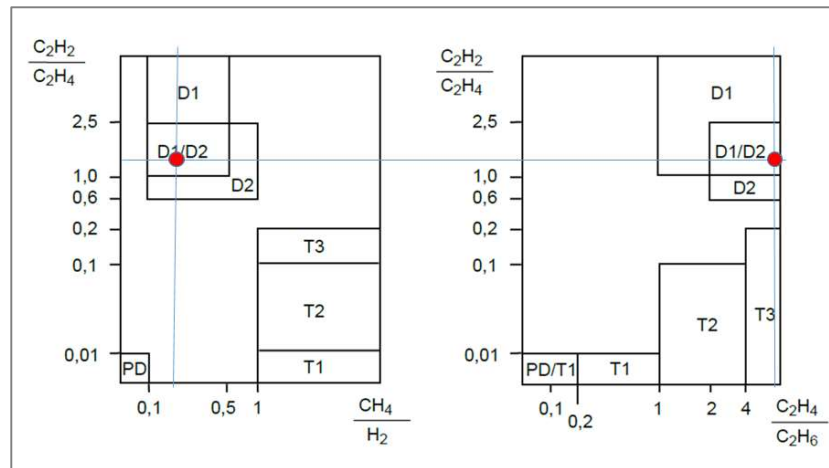 C2H2
C2H4
2,5
1,0
0,6
0,2
0,1
0,01
D1
D1/D2
D2
T3
T2
T1
PD
0,1 0,5 1
CH4
H2
C2H2
C2H4
2,5
1,0
0,6
0,2
0,1
0,01
D1
D1/D2
D2
T3
T2
PD/T1 T1
0,1 0,2 1 2 4
C2H4
C2H6